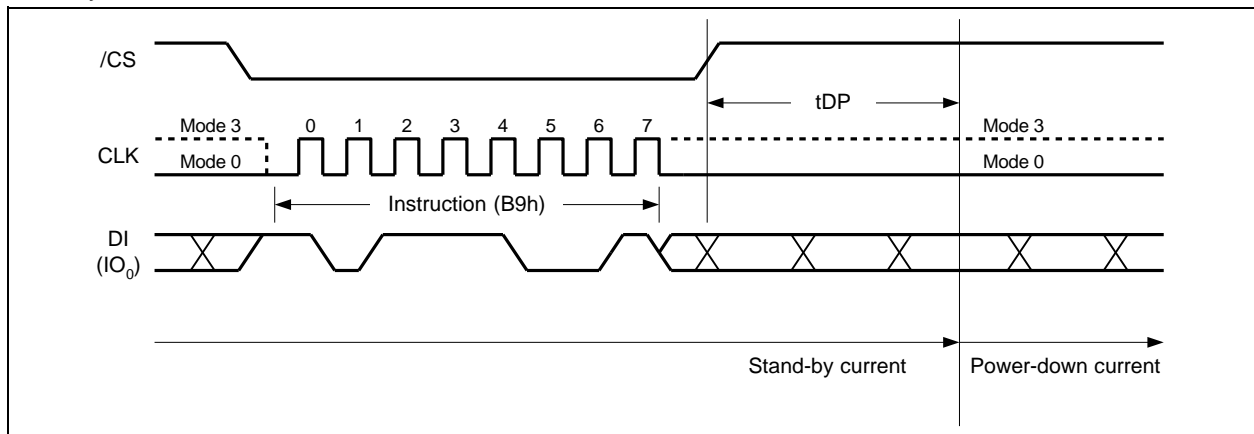 /CS
tDP
Mode 3 0 1 2 3 4 5 6 7 Mode 3
CLK
Mode 0 Mode 0
Instruction (B9h)
DI
(IO0)
Stand-by current Power-down current